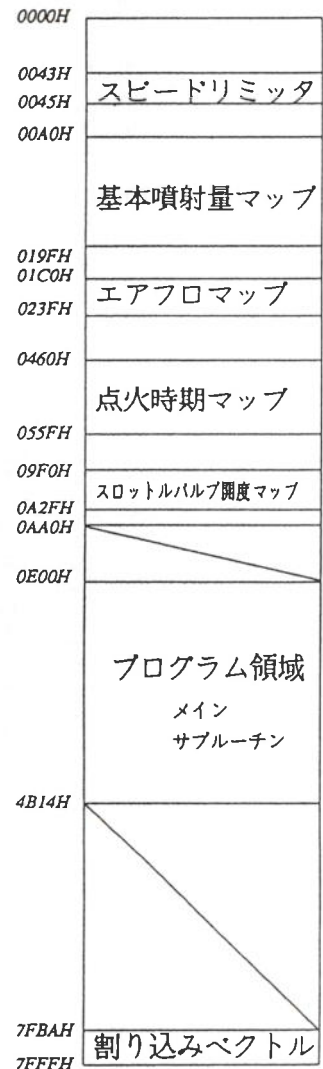 0000H
0043H
スピードリミッタ
0045H
00A0H
基本噴射量マップ
019FH
01C0H
エアフロマップ
023FH
0460H
点火時期マップ
055FH
09F0H
スロットルバルブ開度マップ
0A2FH
0AA0H
0E00H
プログラム領域
メイン
サブルーチン
4B14H
7FBAH
割り込みベクトル
7FFFH